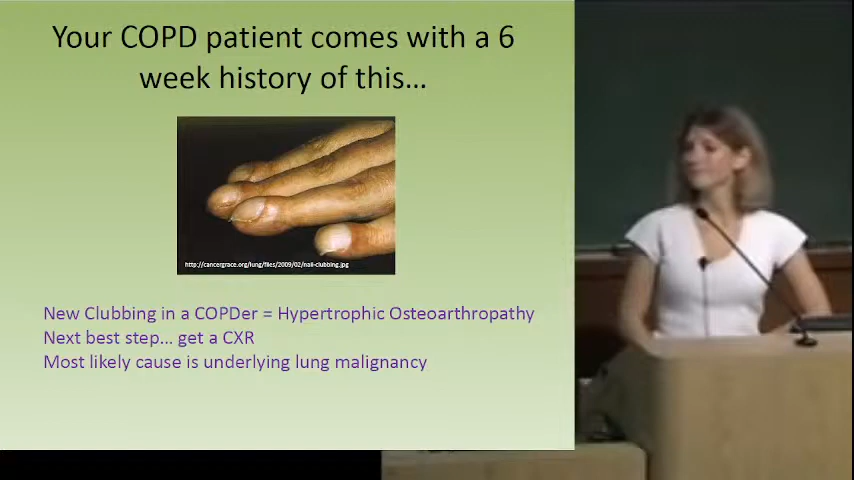 Your COPD patient comes with a 6
week history of this...
http://cancergrace.org/lung/files/2009/02/nail-clubbing.jpg
New Clubbing in a COPDer = Hypertrophic Osteoarthropathy
Next best step... get a CXR
Most likely cause is underlying lung malignancy